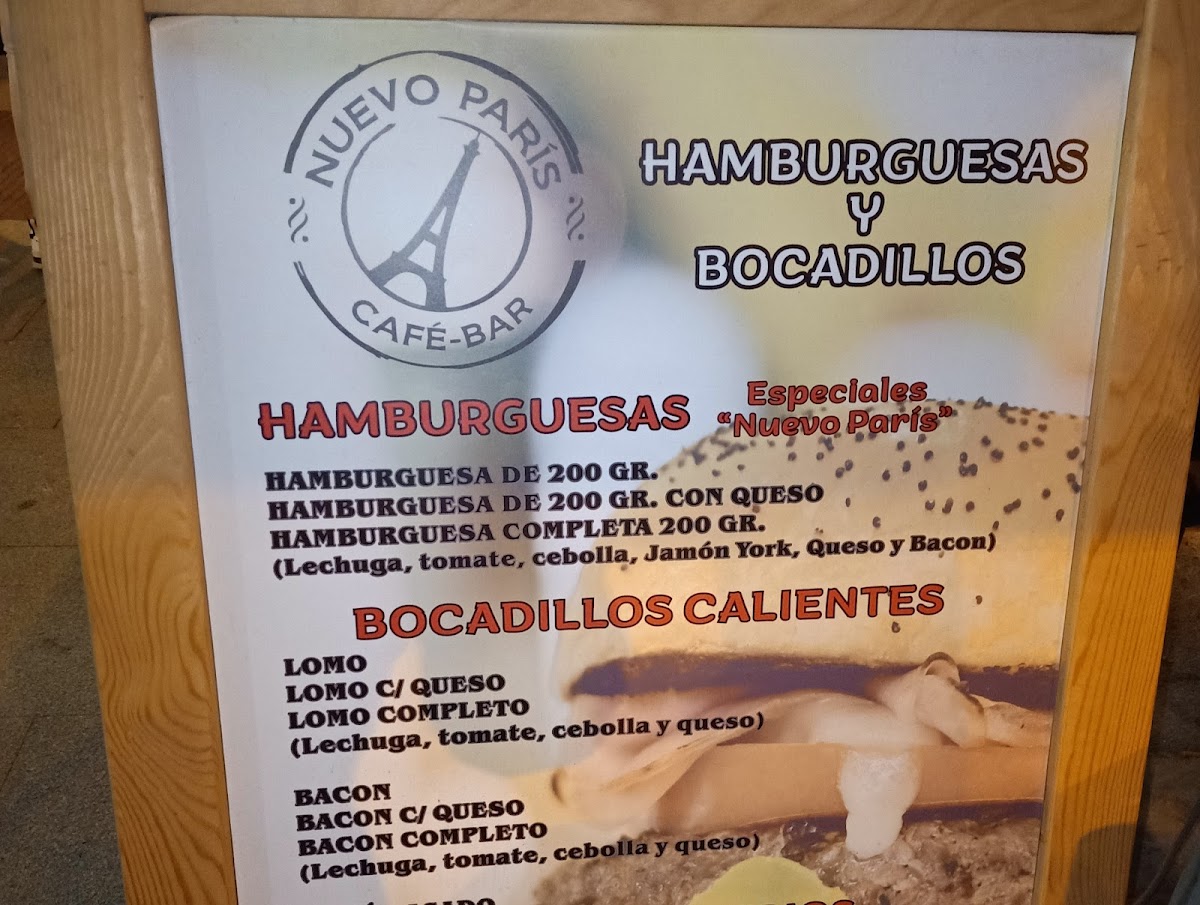 NUEVO PARÍS
CAFÉ-BAR
HAMBURGUESAS
Y
BOCADILLOS
HAMBURGUESAS
Especiales
"Nuevo París"
HAMBURGUESA DE 200 GR.
HAMBURGUESA DE 200 GR. CON QUESO
HAMBURGUESA COMPLETA 200 GR.
(Lechuga, tomate, cebolla, Jamón York, Queso y Bacon)
BOCADILLOS CALIENTES
LOMO
LOMO C/ QUESO
LOMO COMPLETO
(Lechuga, tomate, cebolla y queso)
BACON
BACON C/ QUESO
BACON COMPLETO
(Lechuga, tomate, cebolla y queso)